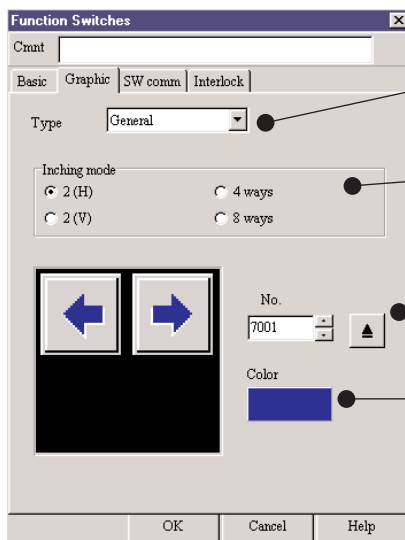 Function Switches
Cmnt
Basic Graphic SW comm Interlock
Type General
Inching mode
2 (H) 4 ways
2 (V) 8 ways
No.
7001
Color
OK Cancel Help